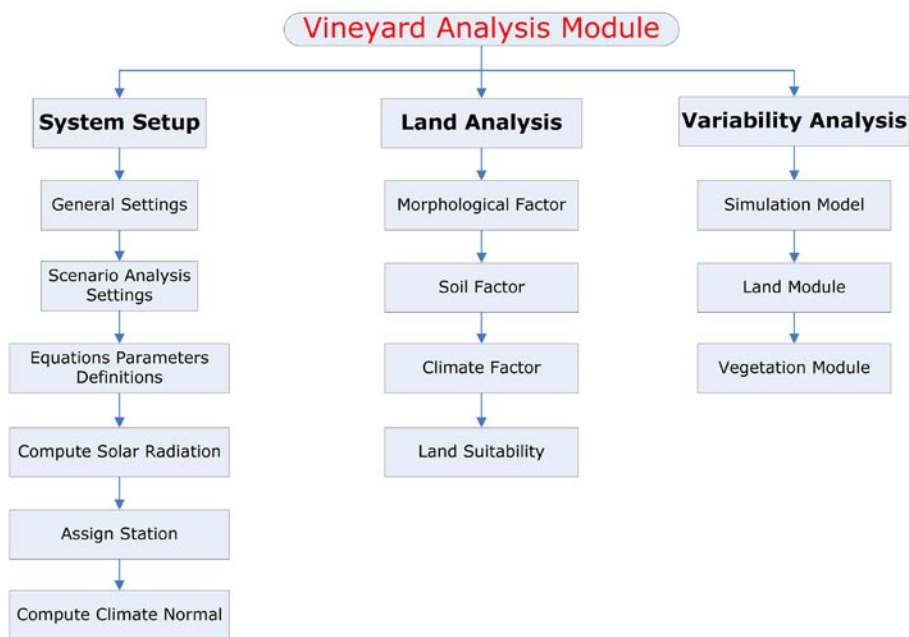 Vineyard Analysis Module
System Setup
General Settings
Scenario Analysis
Settings
Equations Parameters
Definitions
Compute Solar Radiation
Assign Station
Compute Climate Normal
Land Analysis
Morphological Factor
Soil Factor
Climate Factor
Land Suitability
Variability Analysis
Simulation Model
Land Module
Vegetation Module